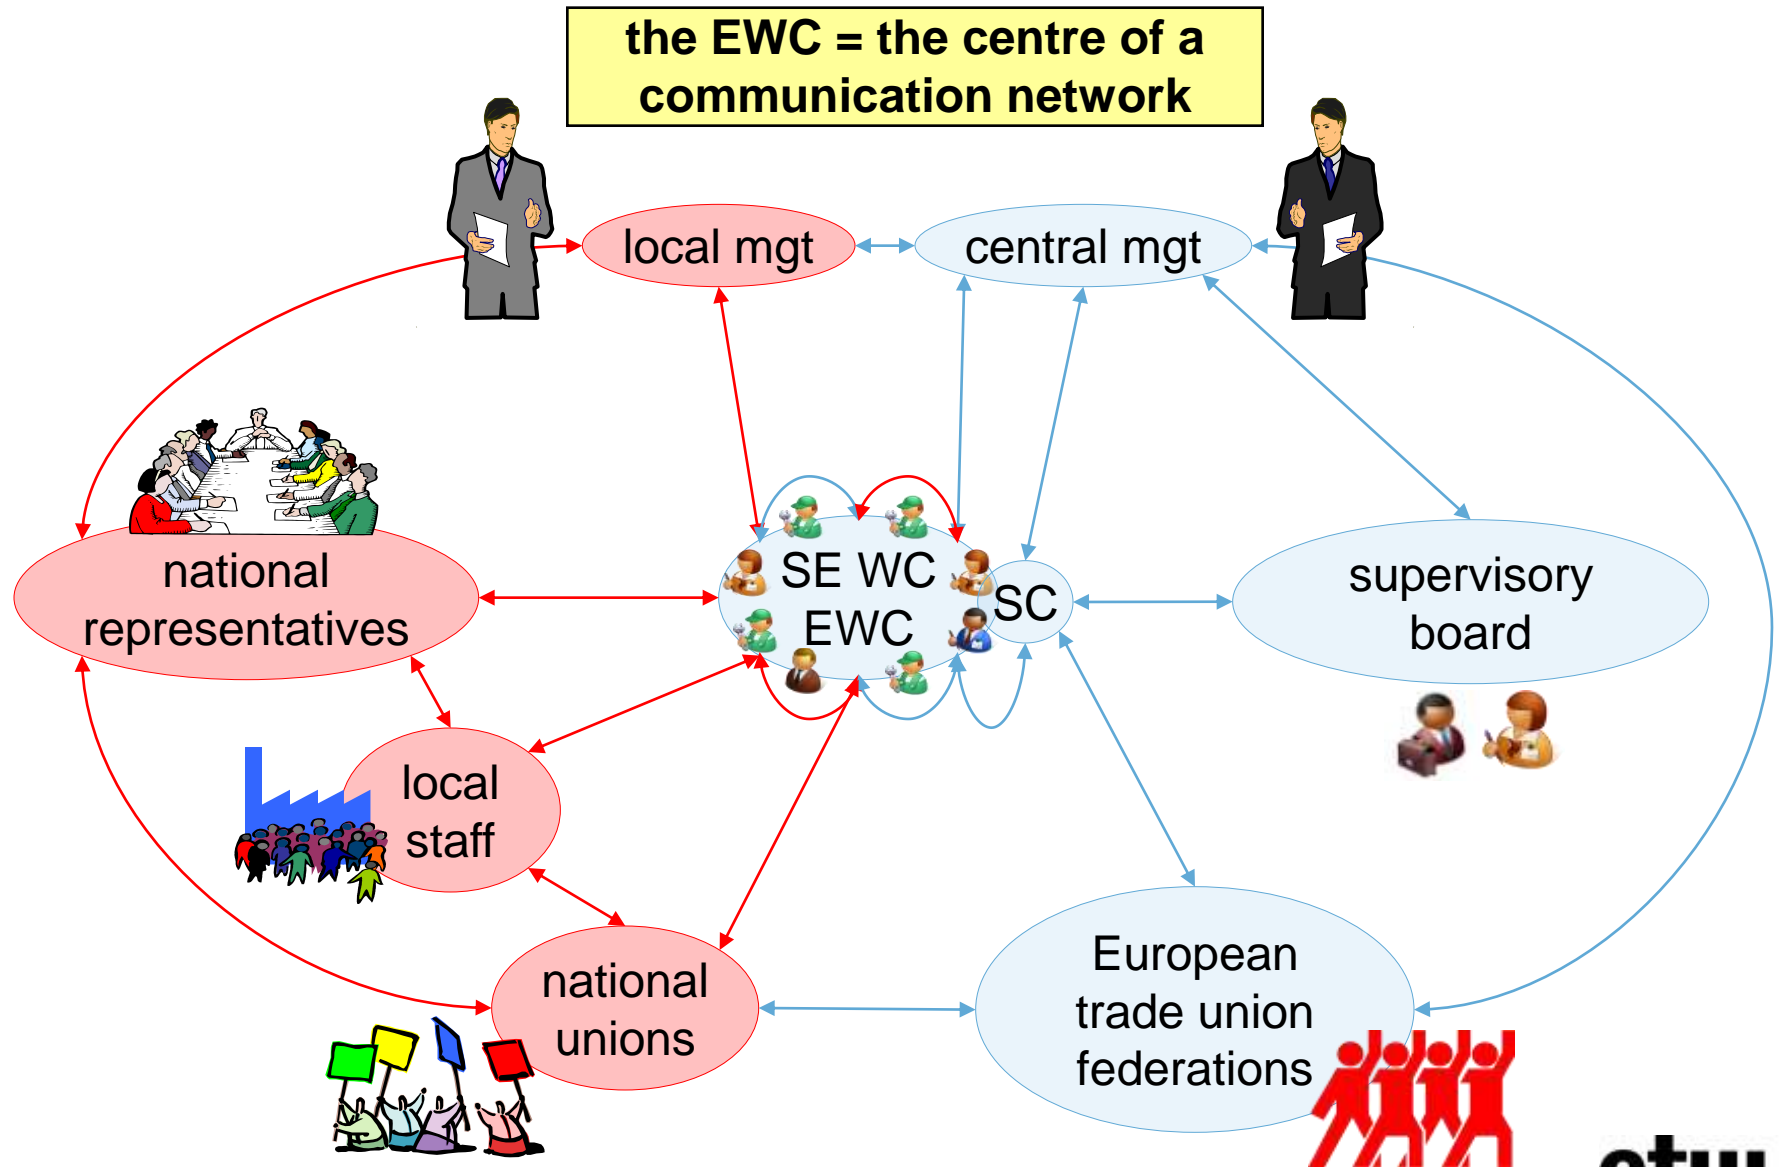 the EWC = the centre of a
communication network
local mgt
central mgt
national
representatives
SE WC
EWC
SC
supervisory
board
local
staff
national
unions
European
trade union
federations